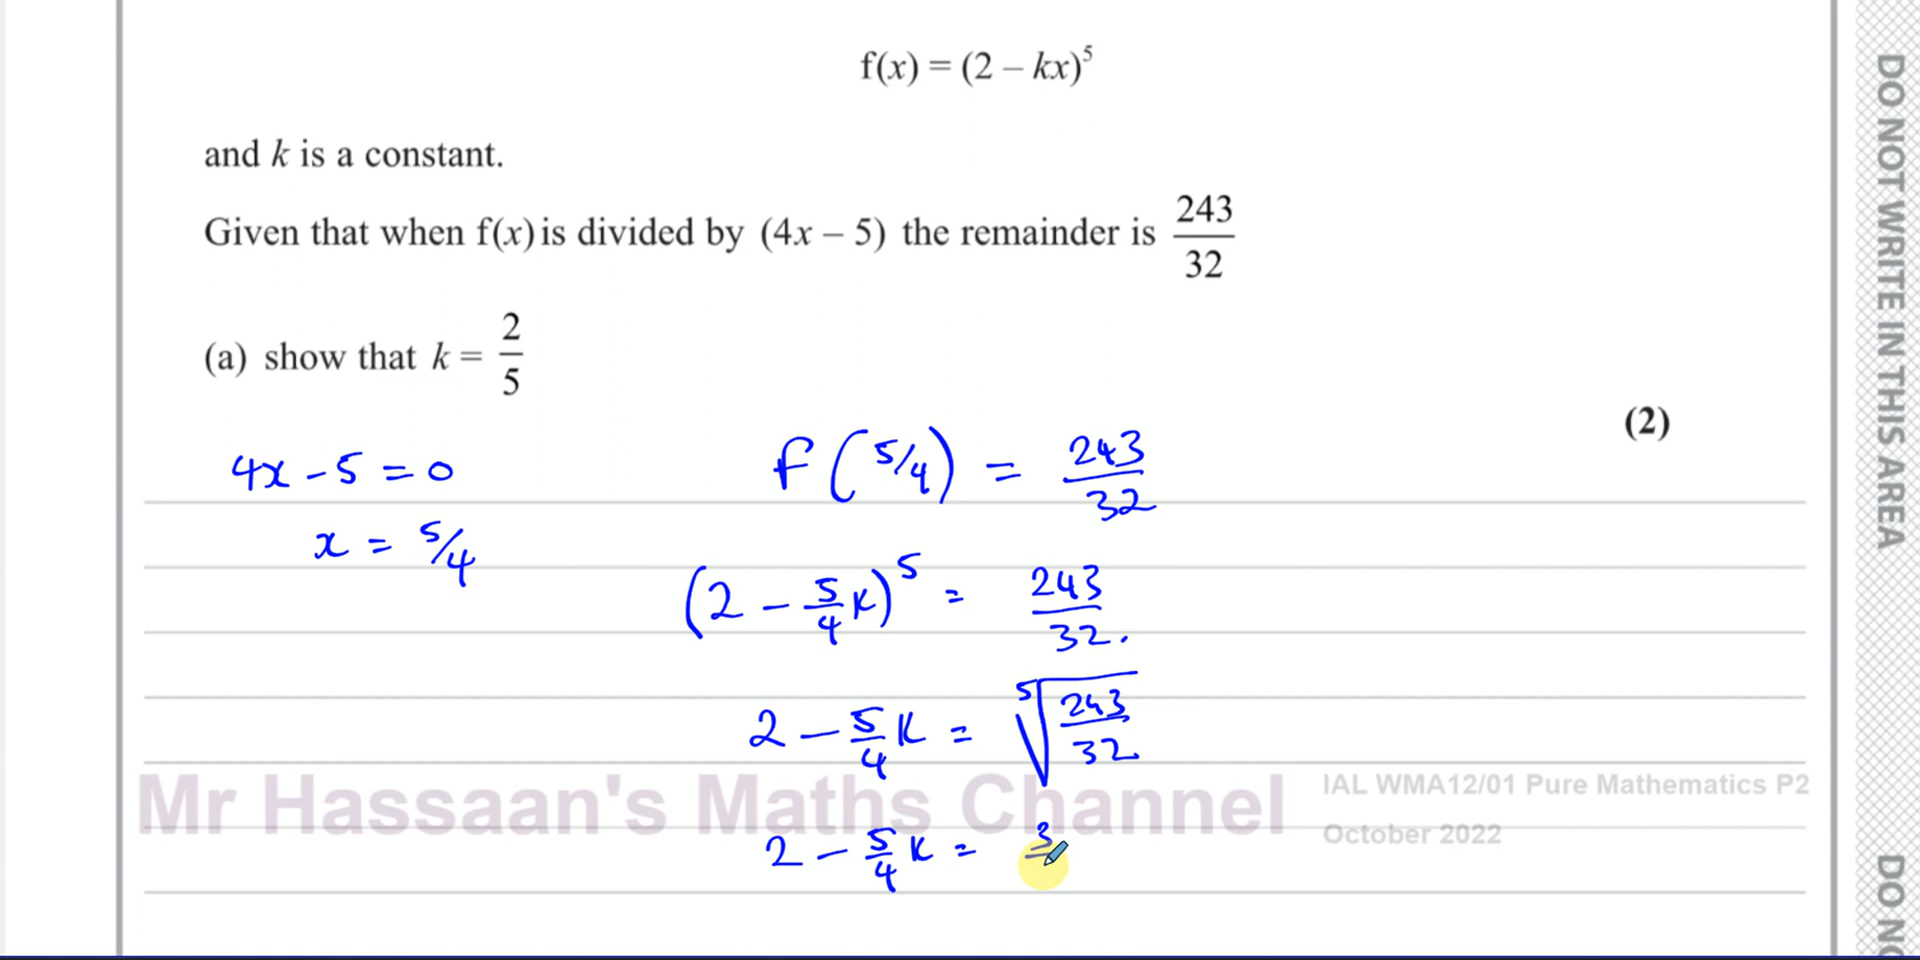 f(x) = (2 – kx)⁵
and k is a constant.
Given that when f(x) is divided by (4x – 5) the remainder is 243/32
(a) show that k = 2/5
(2)
4x - 5 = 0
x = 5/4
f(5/4) = 243/32
(2 - 5/4 k)⁵ = 243/32.
2 - 5/4 k = ⁵√(243/32)
2 - 5/4 k = 3/
Mr Hassaan's Maths Channel
IAL WMA12/01 Pure Mathematics P2
October 2022
DO NOT WRITE IN THIS AREA
DO NO